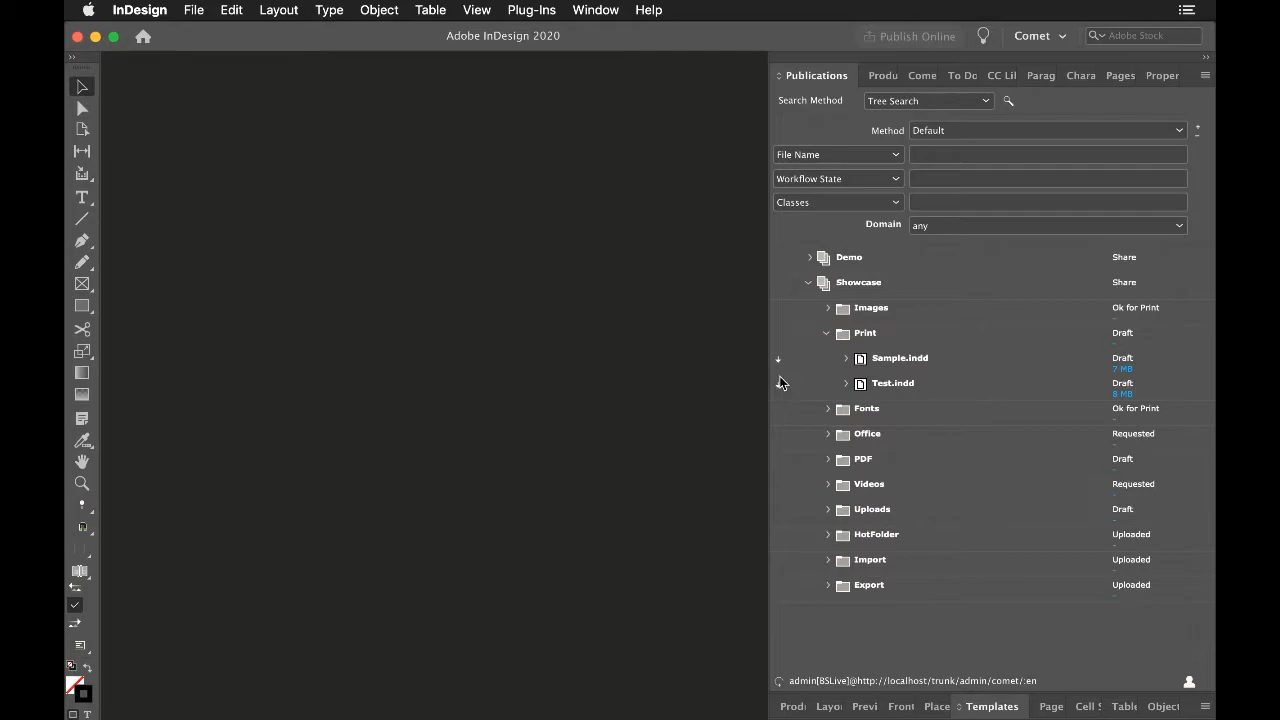 InDesign File Edit Layout Type Object Table View Plug-Ins Window Help
Adobe InDesign 2020 Publish Online Comet Adobe Stock
Publications Produ Come To Do CC Lil Parag Chara Pages Proper
Search Method Tree Search
Method Default
File Name
Workflow State
Classes
Domain any
Demo Share
Showcase Share
Images Ok for Print
Print Draft
Sample.indd Draft
7 MB
Test.indd Draft
8 MB
Fonts Ok for Print
Office Requested
PDF Draft
Videos Requested
Uploads Draft
HotFolder Uploaded
Import Uploaded
Export Uploaded
admin[BSLive]@http://localhost/trunk/admin/comet/:en
Prod Layo Previ Front Place Templates Page Cell S Table Object